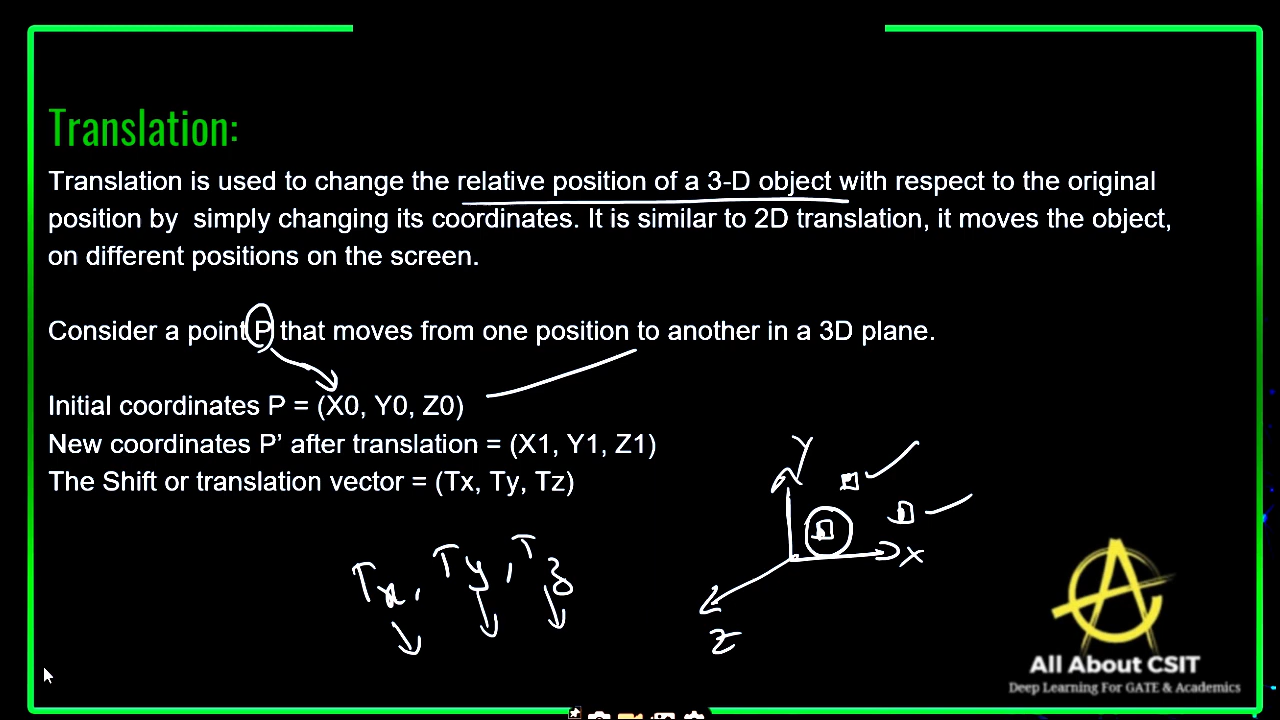 Translation:
Translation is used to change the relative position of a 3-D object with respect to the original
position by  simply changing its coordinates. It is similar to 2D translation, it moves the object,
on different positions on the screen.
Consider a point P that moves from one position to another in a 3D plane.
Initial coordinates P = (X0, Y0, Z0)
New coordinates P’ after translation = (X1, Y1, Z1)
The Shift or translation vector = (Tx, Ty, Tz)
Tx, Ty, Tz
Y
X
Z
All About CSIT
Deep Learning For GATE & Academics